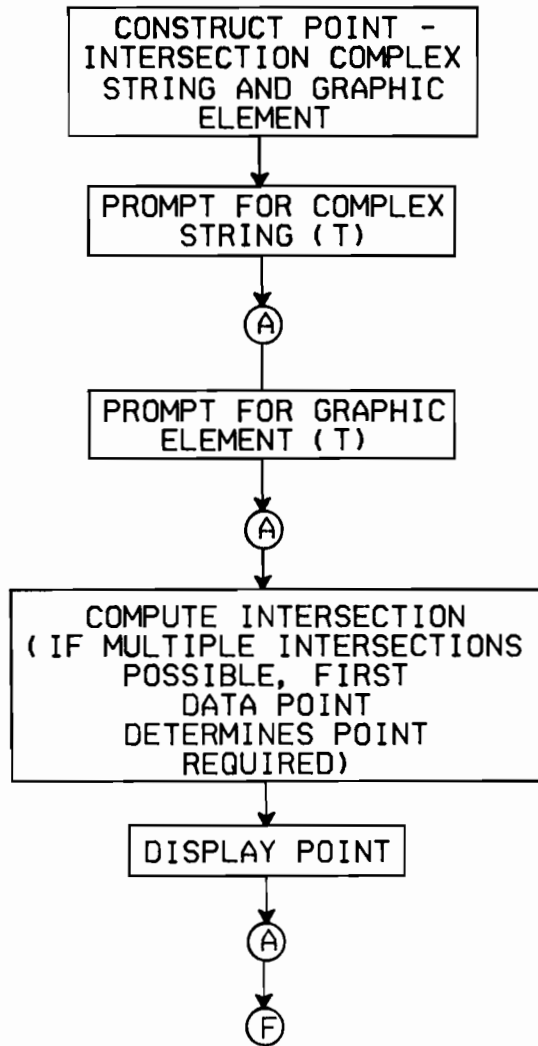 CONSTRUCT POINT -
INTERSECTION COMPLEX
STRING AND GRAPHIC
ELEMENT
PROMPT FOR COMPLEX
STRING (T)
A
PROMPT FOR GRAPHIC
ELEMENT (T)
A
COMPUTE INTERSECTION
(IF MULTIPLE INTERSECTIONS
POSSIBLE, FIRST
DATA POINT
DETERMINES POINT
REQUIRED)
DISPLAY POINT
A
F